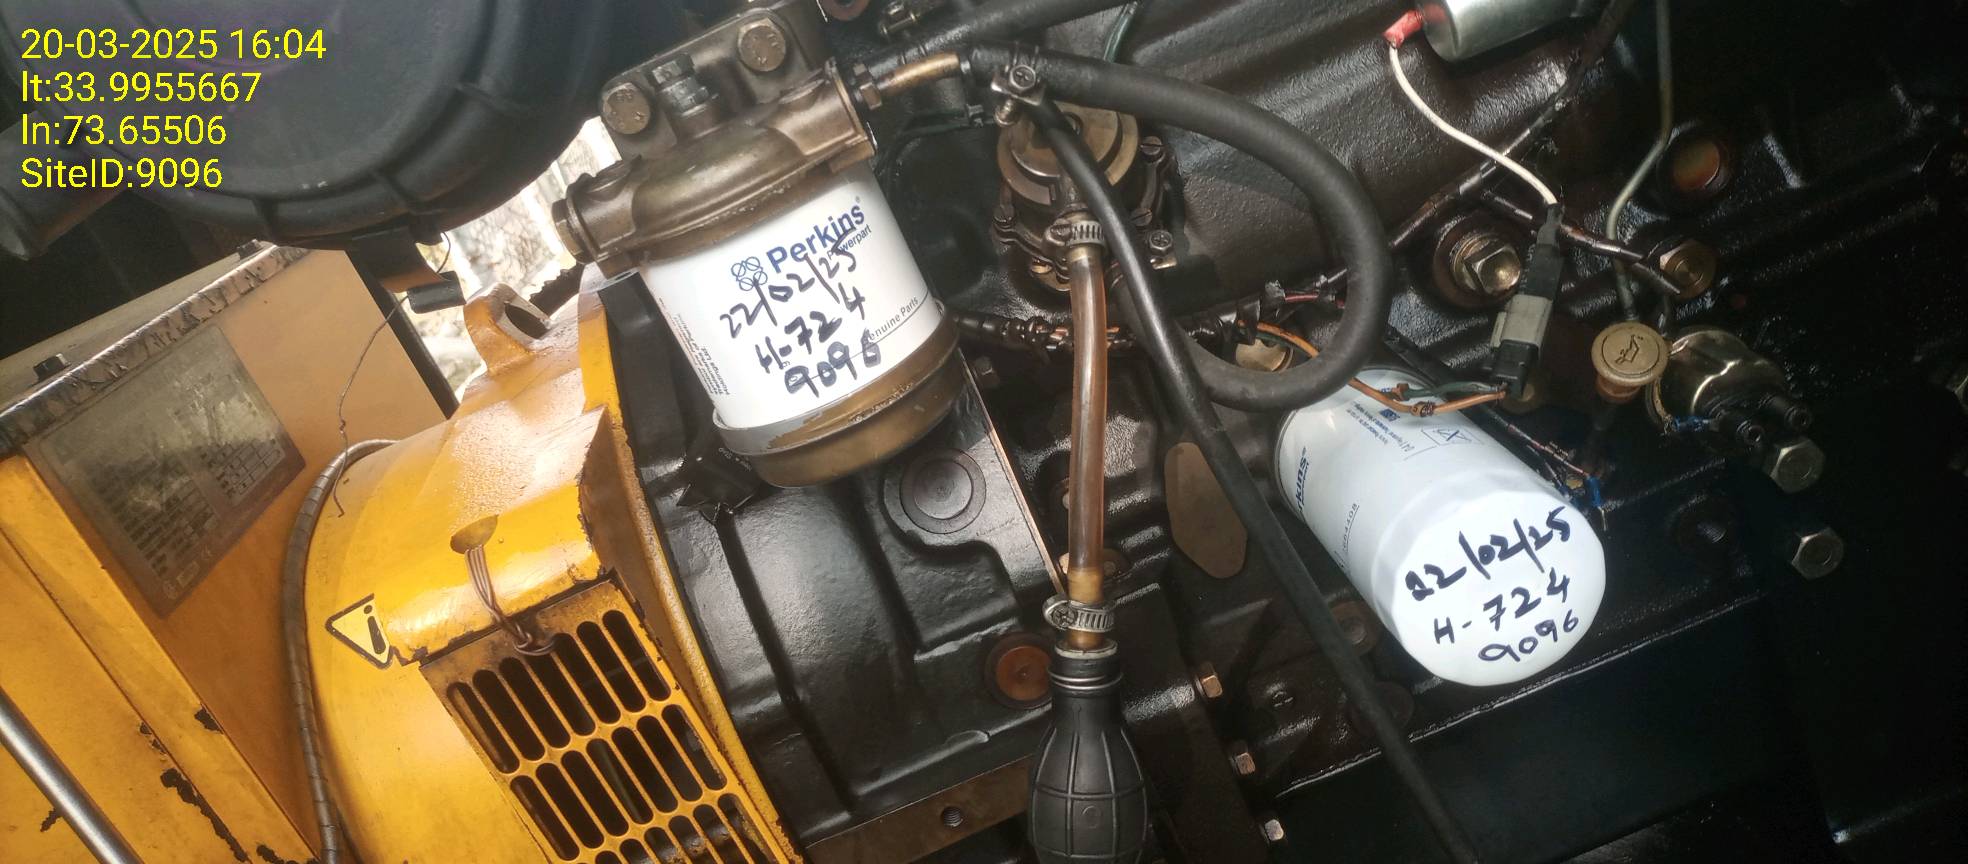 20-03-2025 16:04
lt:33.9955667
ln:73.65506
SiteID:9096
Perkins®
Powerpart
22/02/25
H-724
9096
Genuine Parts
kins
22/02/25
H-724
9096